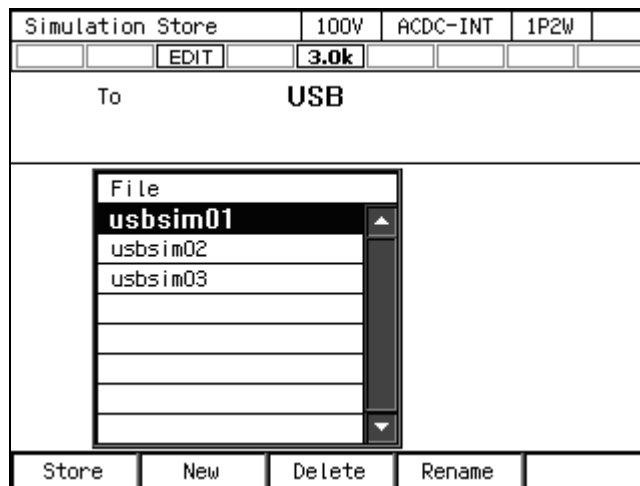 Simulation Store 100V ACDC-INT 1P2W
EDIT 3.0k
To USB
File
usbsim01
usbsim02
usbsim03
Store New Delete Rename